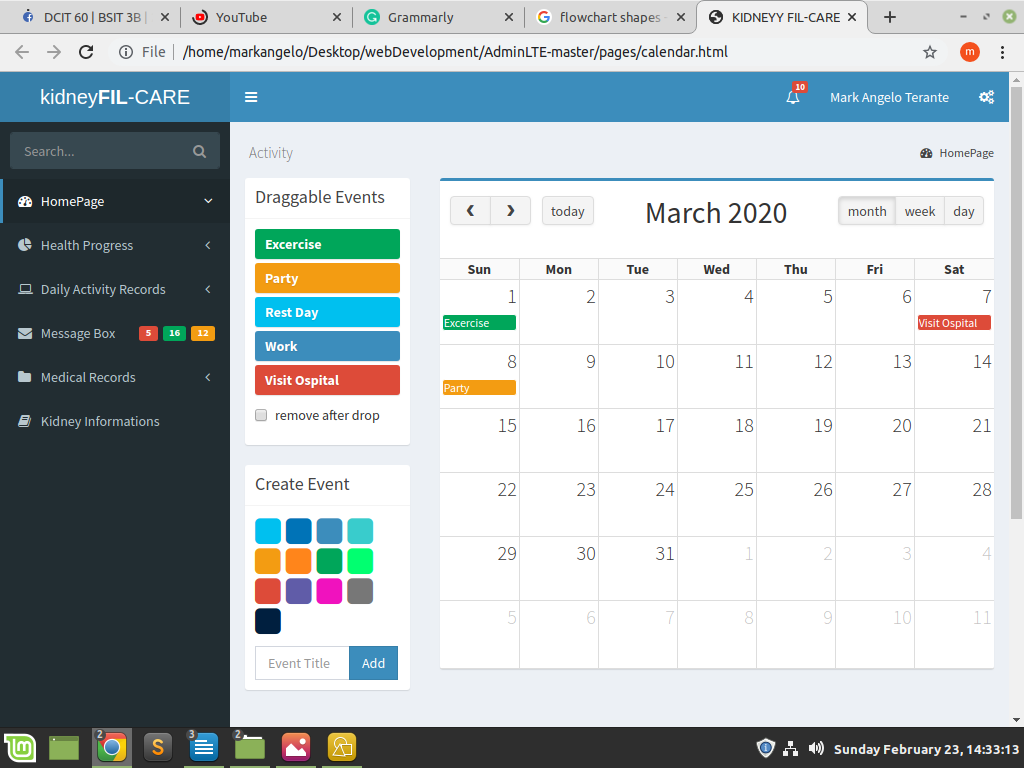 DCIT 60 | BSIT 3B |
YouTube
Grammarly
flowchart shapes -
KIDNEYY FIL-CARE
File | /home/markangelo/Desktop/webDevelopment/AdminLTE-master/pages/calendar.html
m
kidneyFIL-CARE
10
Mark Angelo Terante
Search...
HomePage
Health Progress
Daily Activity Records
Message Box 5 16 12
Medical Records
Kidney Informations
Activity
HomePage
Draggable Events
Excercise
Party
Rest Day
Work
Visit Ospital
remove after drop
Create Event
Event Title Add
today
March 2020
month week day
Sun Mon Tue Wed Thu Fri Sat
1 2 3 4 5 6 7
Excercise Visit Ospital
8 9 10 11 12 13 14
Party
15 16 17 18 19 20 21
22 23 24 25 26 27 28
29 30 31 1 2 3 4
5 6 7 8 9 10 11
2 S 3 2
Sunday February 23, 14:33:13